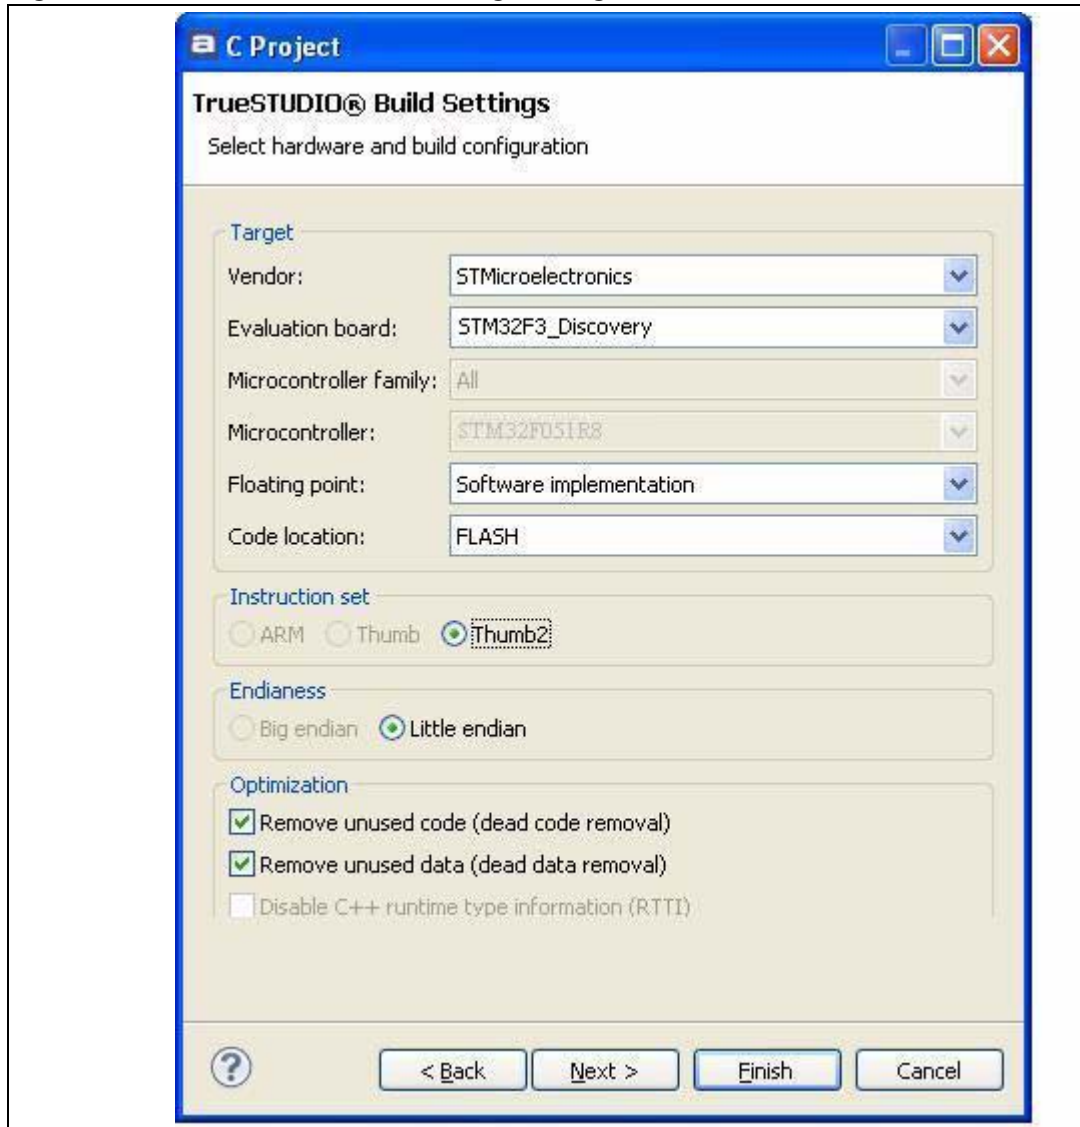 C Project
TrueSTUDIO® Build Settings
Select hardware and build configuration
Target
Vendor: STMicroelectronics
Evaluation board: STM32F3_Discovery
Microcontroller family: All
Microcontroller: STM32F051R8
Floating point: Software implementation
Code location: FLASH
Instruction set
ARM Thumb Thumb2
Endianess
Big endian Little endian
Optimization
Remove unused code (dead code removal)
Remove unused data (dead data removal)
Disable C++ runtime type information (RTTI)
? < Back Next > Finish Cancel